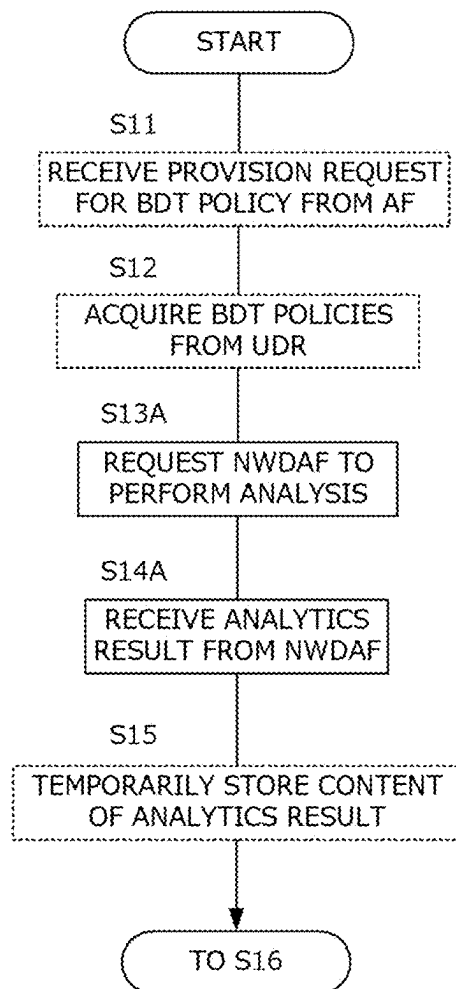 START
S11
RECEIVE PROVISION REQUEST
FOR BDT POLICY FROM AF
S12
ACQUIRE BDT POLICIES
FROM UDR
S13A
REQUEST NWDAF TO
PERFORM ANALYSIS
S14A
RECEIVE ANALYTICS
RESULT FROM NWDAF
S15
TEMPORARILY STORE CONTENT
OF ANALYTICS RESULT
TO S16